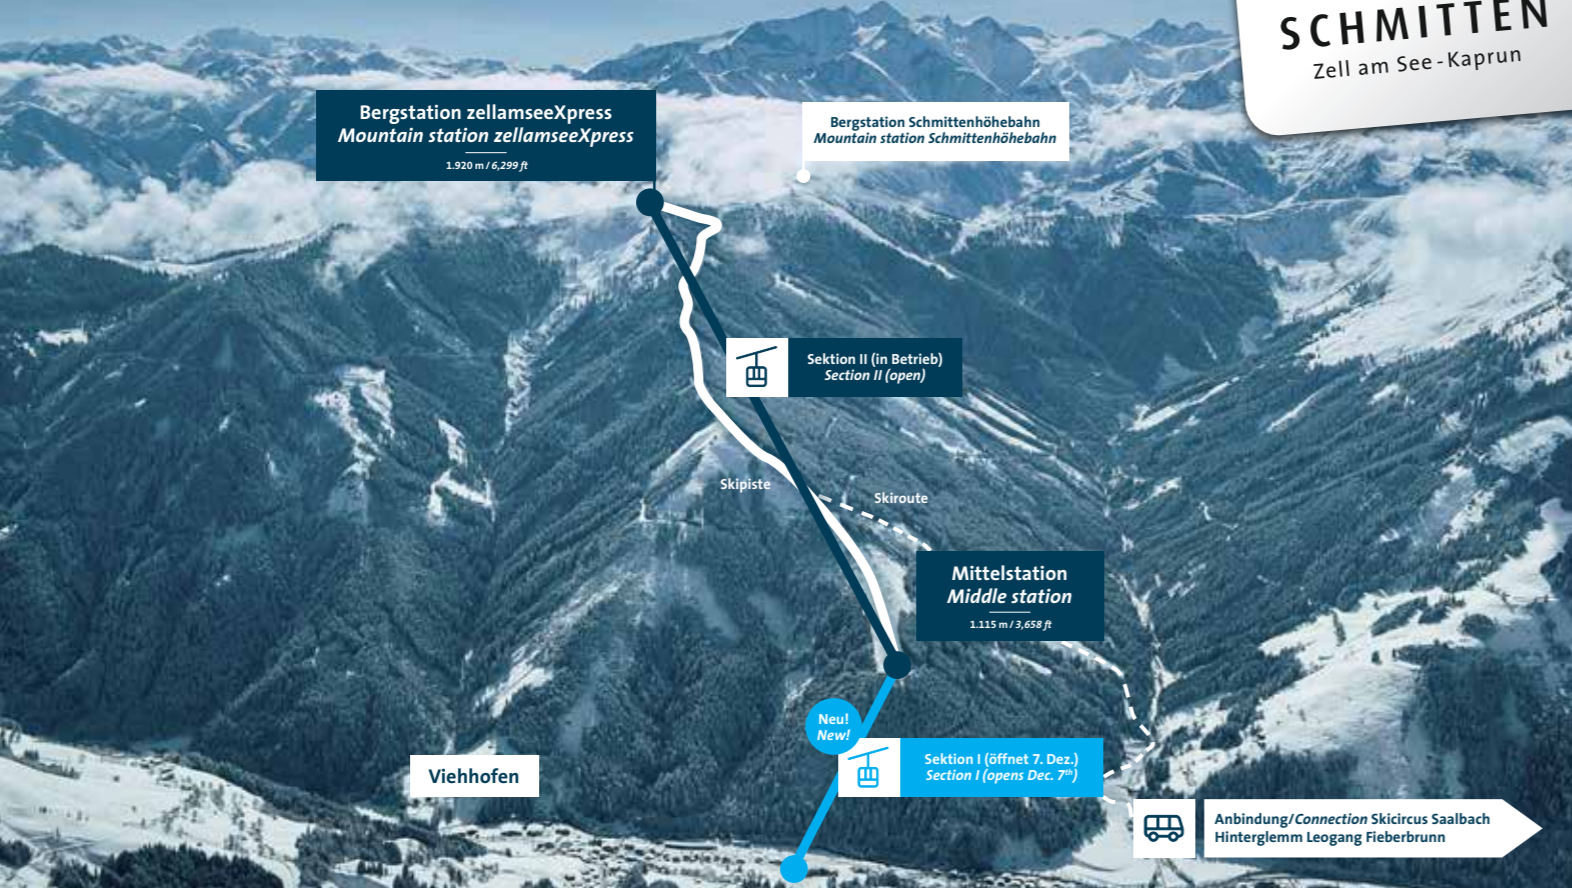 SCHMITTEN
Zell am See - Kaprun
Bergstation zellamseeXpress
Mountain station zellamseeXpress
1.920 m / 6,299 ft
Bergstation Schmittenhöhebahn
Mountain station Schmittenhöhebahn
Sektion II (in Betrieb)
Section II (open)
Skipiste
Skiroute
Mittelstation
Middle station
1.115 m / 3,658 ft
Neu!
New!
Sektion I (öffnet 7. Dez.)
Section I (opens Dec. 7th)
Viehhofen
Anbindung/Connection Skicircus Saalbach
Hinterglemm Leogang Fieberbrunn